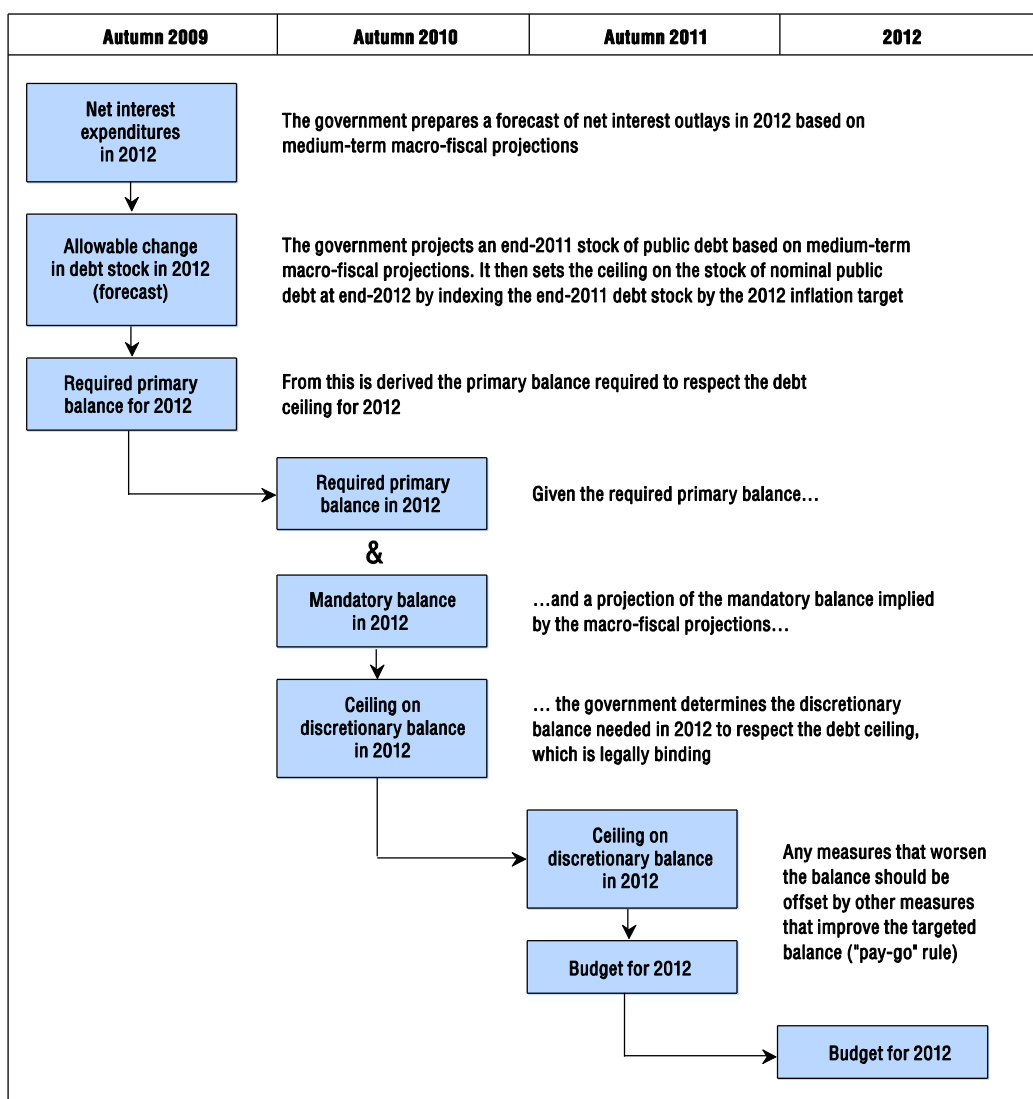 Autumn 2009
Autumn 2010
Autumn 2011
2012
Net interest
expenditures
in 2012
The government prepares a forecast of net interest outlays in 2012 based on
medium-term macro-fiscal projections
Allowable change
in debt stock in 2012
(forecast)
The government projects an end-2011 stock of public debt based on medium-term
macro-fiscal projections. It then sets the ceiling on the stock of nominal public
debt at end-2012 by indexing the end-2011 debt stock by the 2012 inflation target
Required primary
balance for 2012
From this is derived the primary balance required to respect the debt
ceiling for 2012
Required primary
balance in 2012
Given the required primary balance…
&
Mandatory balance
in 2012
…and a projection of the mandatory balance implied
by the macro-fiscal projections…
Ceiling on
discretionary balance
in 2012
… the government determines the discretionary
balance needed in 2012 to respect the debt ceiling,
which is legally binding
Ceiling on
discretionary balance
in 2012
Any measures that worsen
the balance should be
offset by other measures
that improve the targeted
balance ("pay-go" rule)
Budget for 2012
Budget for 2012